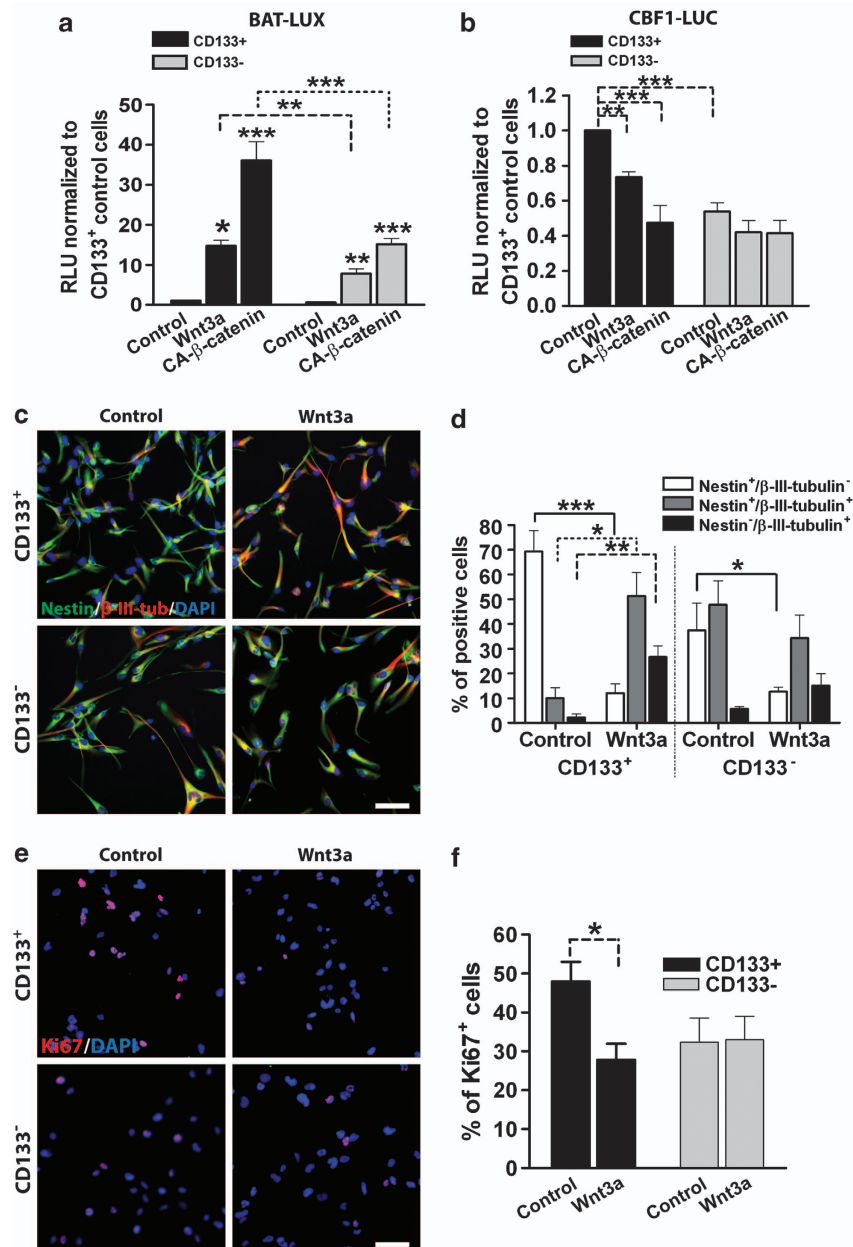 a
BAT-LUX
CD133+
CD133-
RLU normalized to
CD133+ control cells
50
40
30
20
10
0
*
***
**
***
**
***
Control
Wnt3a
CA-β-catenin
Control
Wnt3a
CA-β-catenin
b
CBF1-LUC
CD133+
CD133-
RLU normalized to
CD133+ control cells
1.2
1.0
0.8
0.6
0.4
0.2
0.0
***
***
**
Control
Wnt3a
CA-β-catenin
Control
Wnt3a
CA-β-catenin
c
Control
Wnt3a
CD133+
Nestin/β-III-tub/DAPI
CD133-
d
Nestin+/β-III-tubulin-
Nestin+/β-III-tubulin+
Nestin-/β-III-tubulin+
% of positive cells
80
70
60
50
40
30
20
10
0
***
*
**
*
Control
Wnt3a
Control
Wnt3a
CD133+
CD133-
e
Control
Wnt3a
CD133+
Ki67/DAPI
CD133-
f
% of Ki67+ cells
60
50
40
30
20
10
0
*
CD133+
CD133-
Control
Wnt3a
Control
Wnt3a